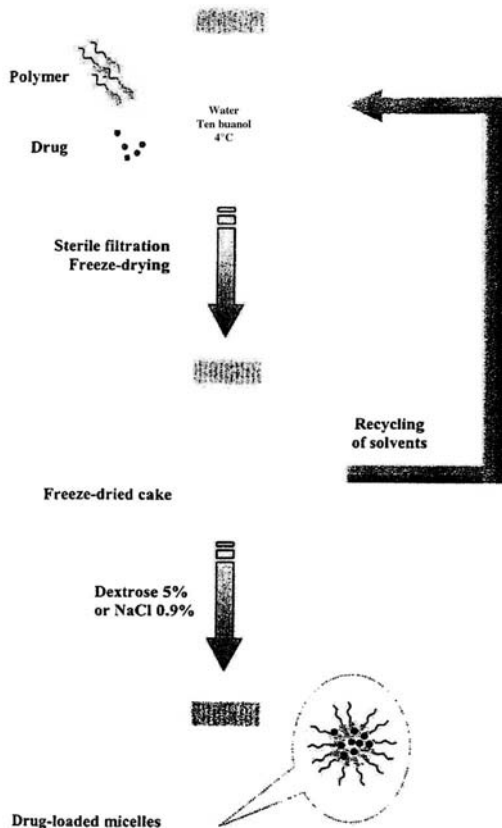 Polymer
Water
Ten buanol
4°C
Drug
Sterile filtration
Freeze-drying
Recycling
of solvents
Freeze-dried cake
Dextrose 5%
or NaCl 0.9%
Drug-loaded micelles